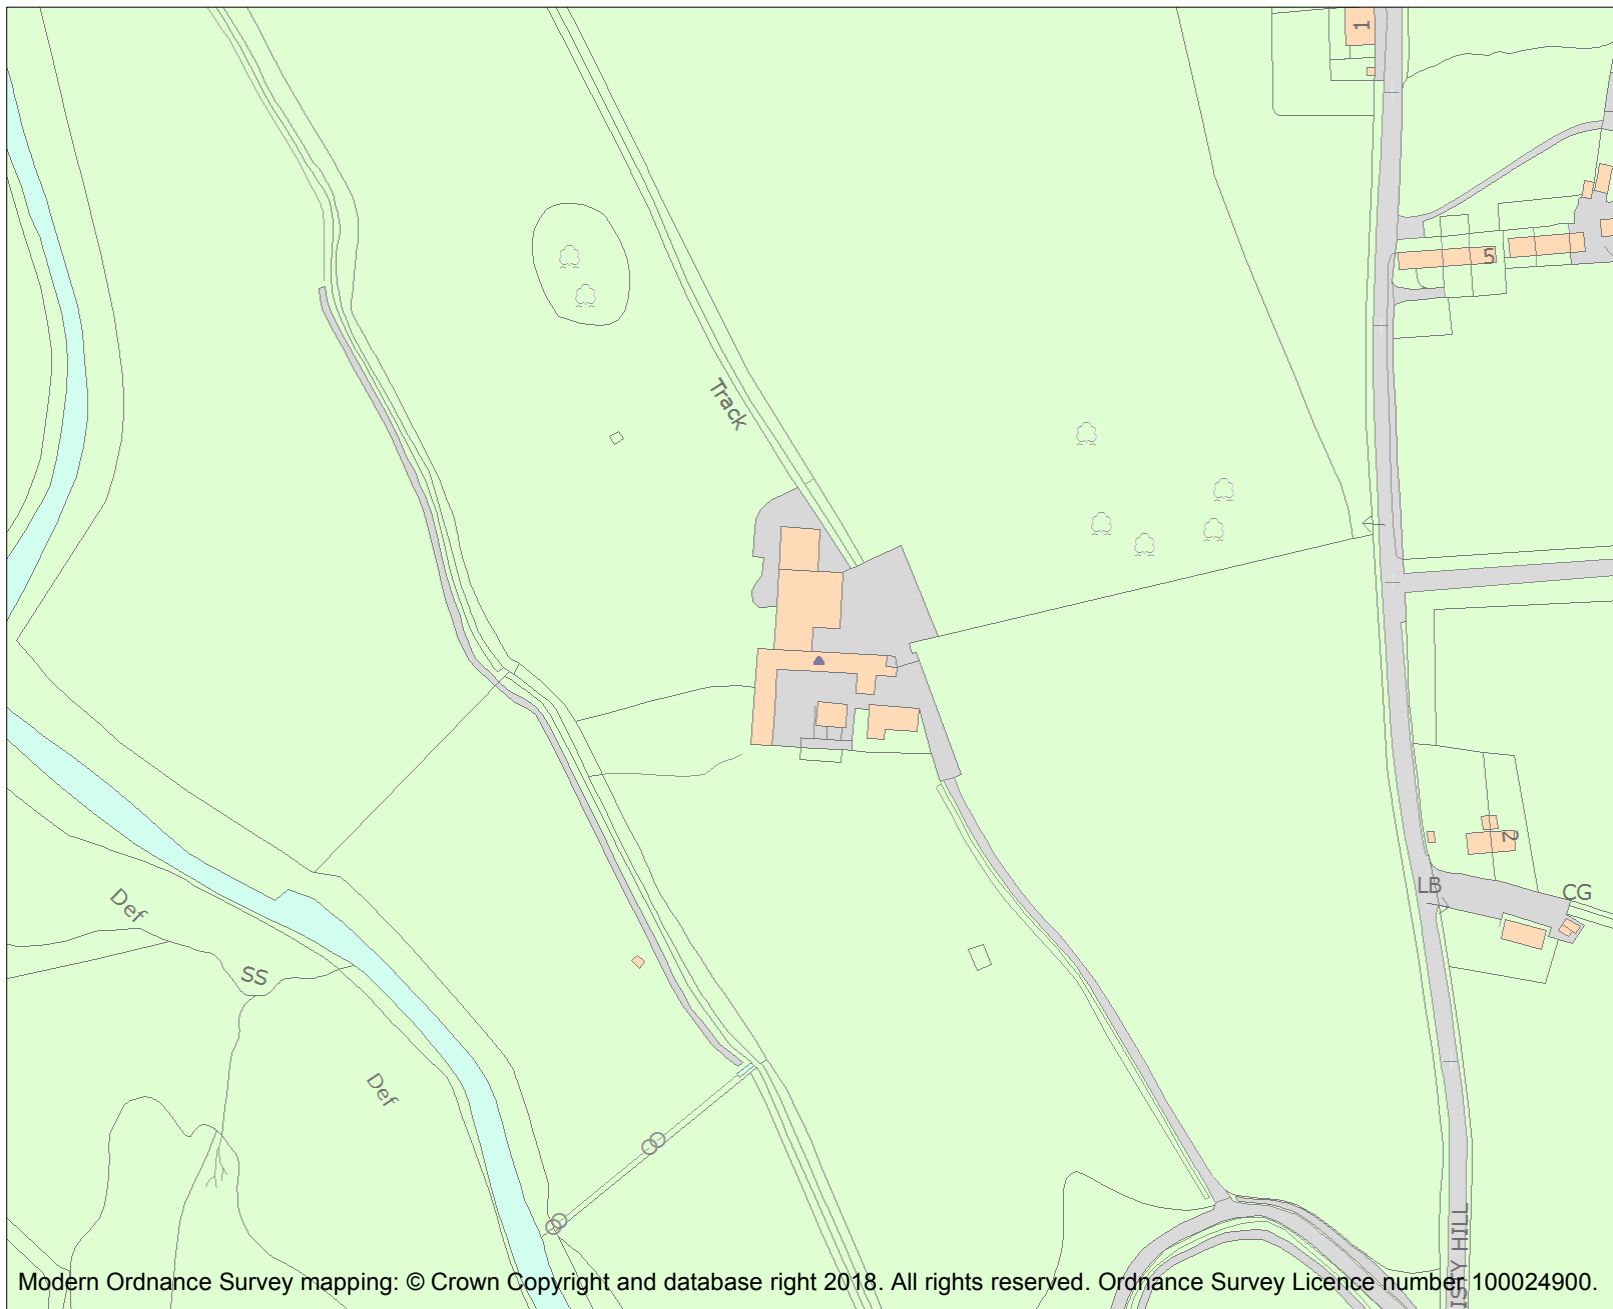 1
5
Track
2
LB
CG
Def
SS
Def
Modern Ordnance Survey mapping: © Crown Copyright and database right 2018. All rights reserved. Ordnance Survey Licence number 100024900.
HILL